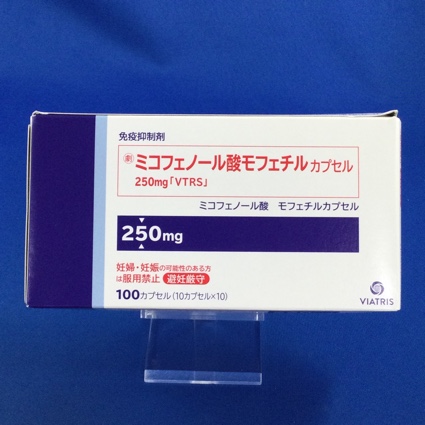 免疫抑制剤
劇 ミコフェノール酸モフェチル カプセル
250mg「VTRS」
ミコフェノール酸 モフェチルカプセル
250mg
妊婦・妊娠の可能性のある方
は服用禁止 避妊厳守
100カプセル(10カプセル×10)
VIATRIS